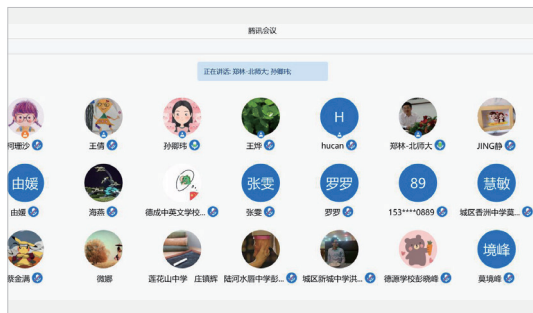 腾讯会议
正在讲话: 郑林-北师大; 孙卿玮;
何珊沙 王倩 孙卿玮 王烨 H hucan 郑林-北师大 JING静
由媛 张雯 罗罗 89 慧敏
由媛 海燕 德成中英文学校... 张雯 罗罗 153****0889 城区香洲中学莫...
境峰
蔡金满 微娜 莲花山中学 庄镇辉 陆河水唇中学彭... 城区新城中学洪... 德源学校彭晓峰 莫境峰